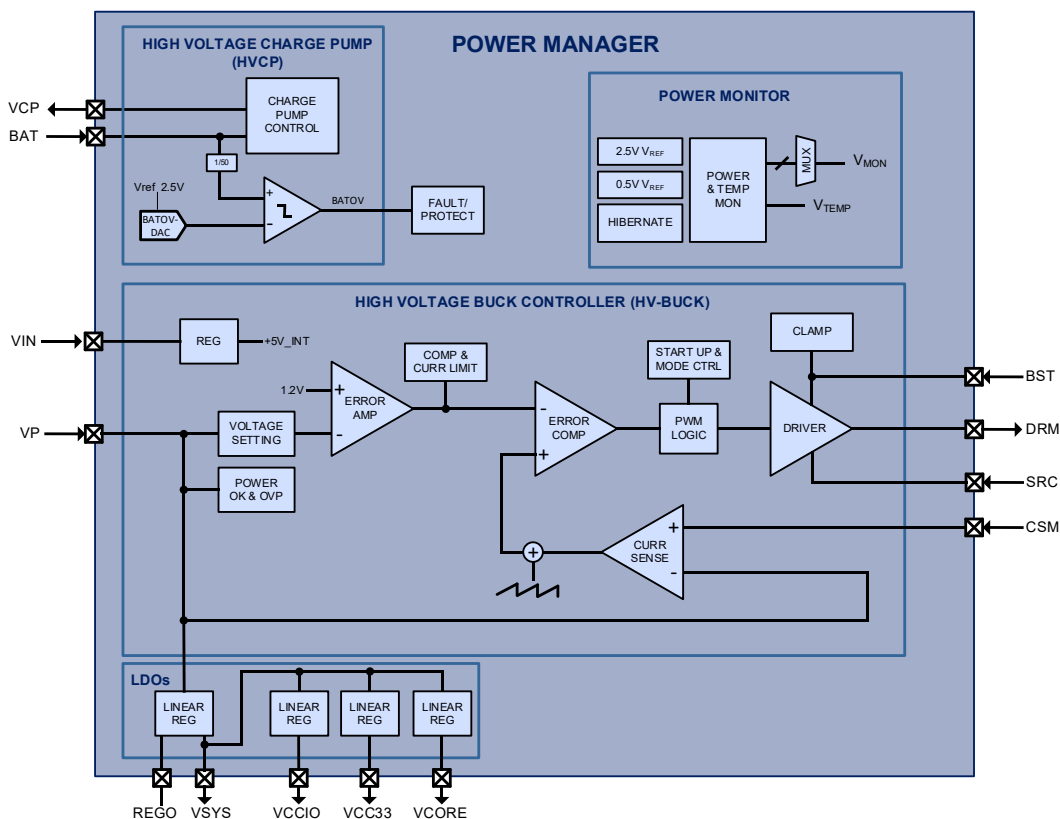 POWER MANAGER
HIGH VOLTAGE CHARGE PUMP
(HVCP)
VCP
BAT
CHARGE
PUMP
CONTROL
1/50
Vref 2.5V
BATOV-
DAC
+
-
BATOV
FAULT/
PROTECT
POWER MONITOR
2.5V VREF
0.5V VREF
HIBERNATE
POWER
& TEMP
MON
MUX
VMON
VTEMP
HIGH VOLTAGE BUCK CONTROLLER (HV-BUCK)
VIN
REG
+5V_INT
VP
VOLTAGE
SETTING
POWER
OK & OVP
1.2V
+
-
ERROR
AMP
COMP &
CURR LIMIT
-
+
ERROR
COMP
START UP &
MODE CTRL
PWM
LOGIC
CLAMP
DRIVER
BST
DRM
SRC
CSM
+
-
CURR
SENSE
+
LDOs
LINEAR
REG
LINEAR
REG
LINEAR
REG
LINEAR
REG
REGO
VSYS
VCCIO
VCC33
VCORE